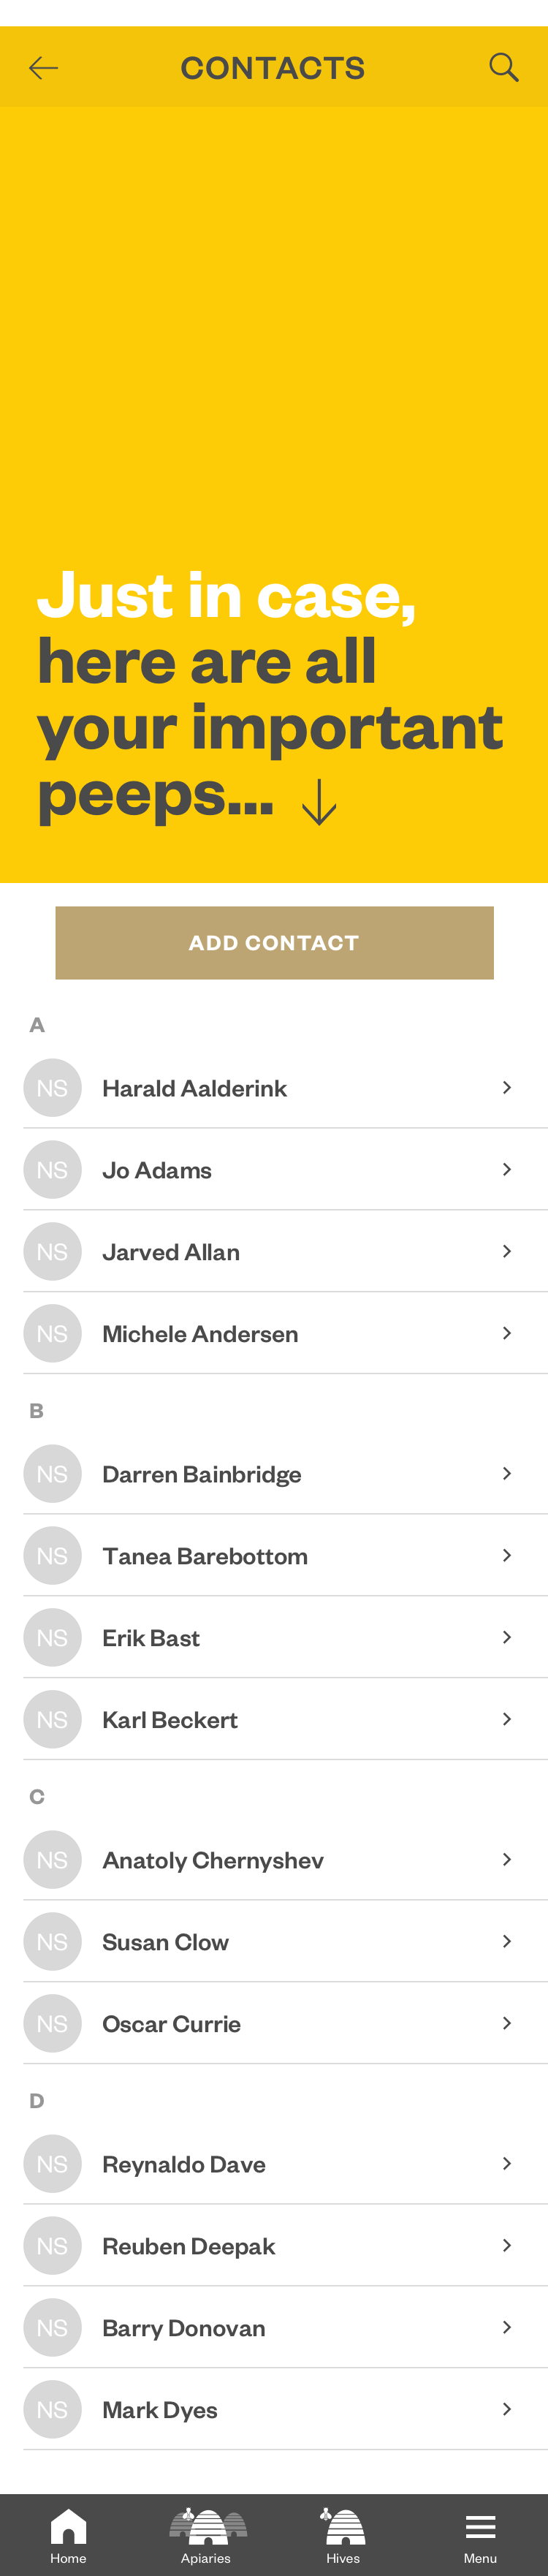 CONTACTS
Just in case,
here are all
your important
peeps...
ADD CONTACT
A
NS Harald Aalderink
NS Jo Adams
NS Jarved Allan
NS Michele Andersen
B
NS Darren Bainbridge
NS Tanea Barebottom
NS Erik Bast
NS Karl Beckert
C
NS Anatoly Chernyshev
NS Susan Clow
NS Oscar Currie
D
NS Reynaldo Dave
NS Reuben Deepak
NS Barry Donovan
NS Mark Dyes
Home Apiaries Hives Menu